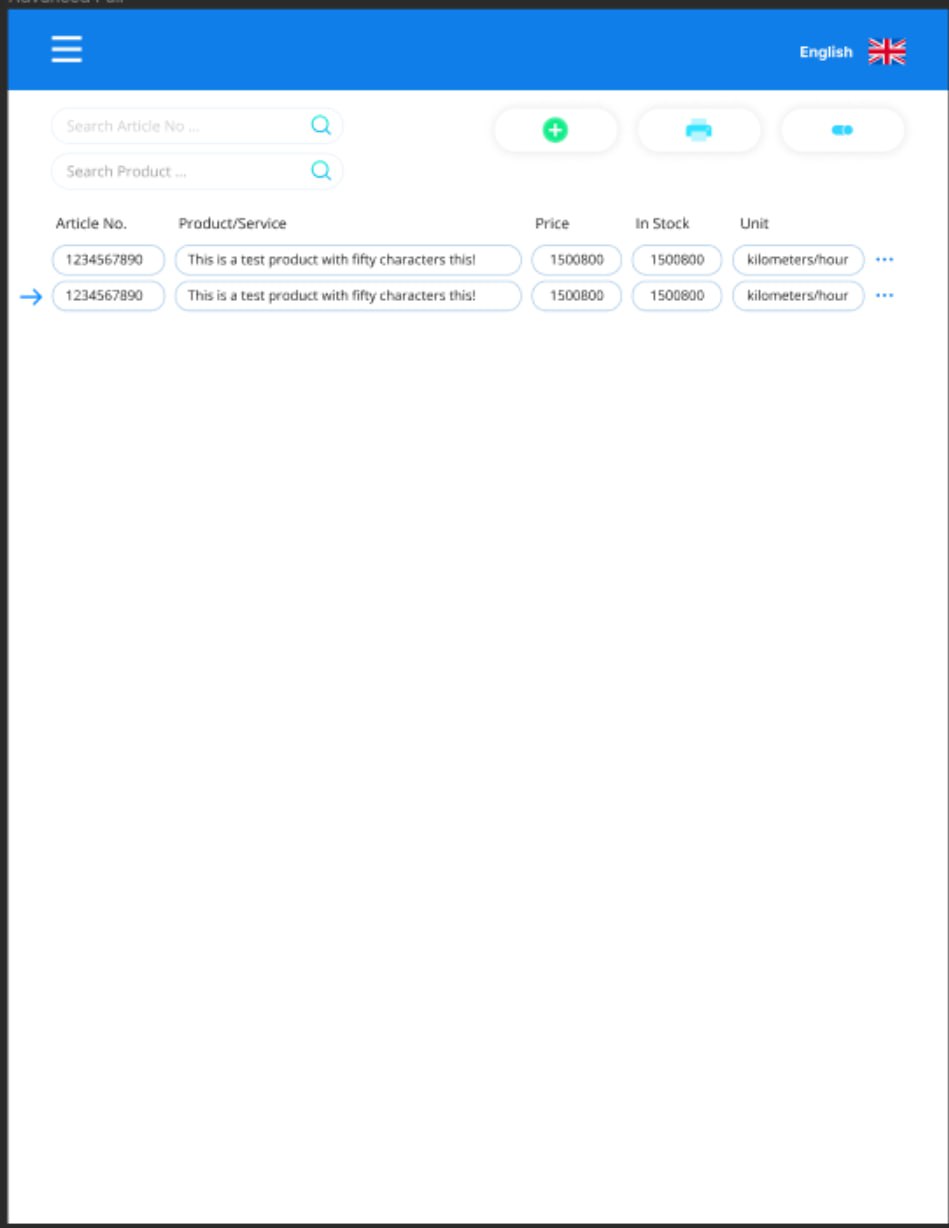 English
Search Article No ...
Search Product ...
Article No. Product/Service Price In Stock Unit
1234567890 This is a test product with fifty characters this! 1500800 1500800 kilometers/hour ...
1234567890 This is a test product with fifty characters this! 1500800 1500800 kilometers/hour ...